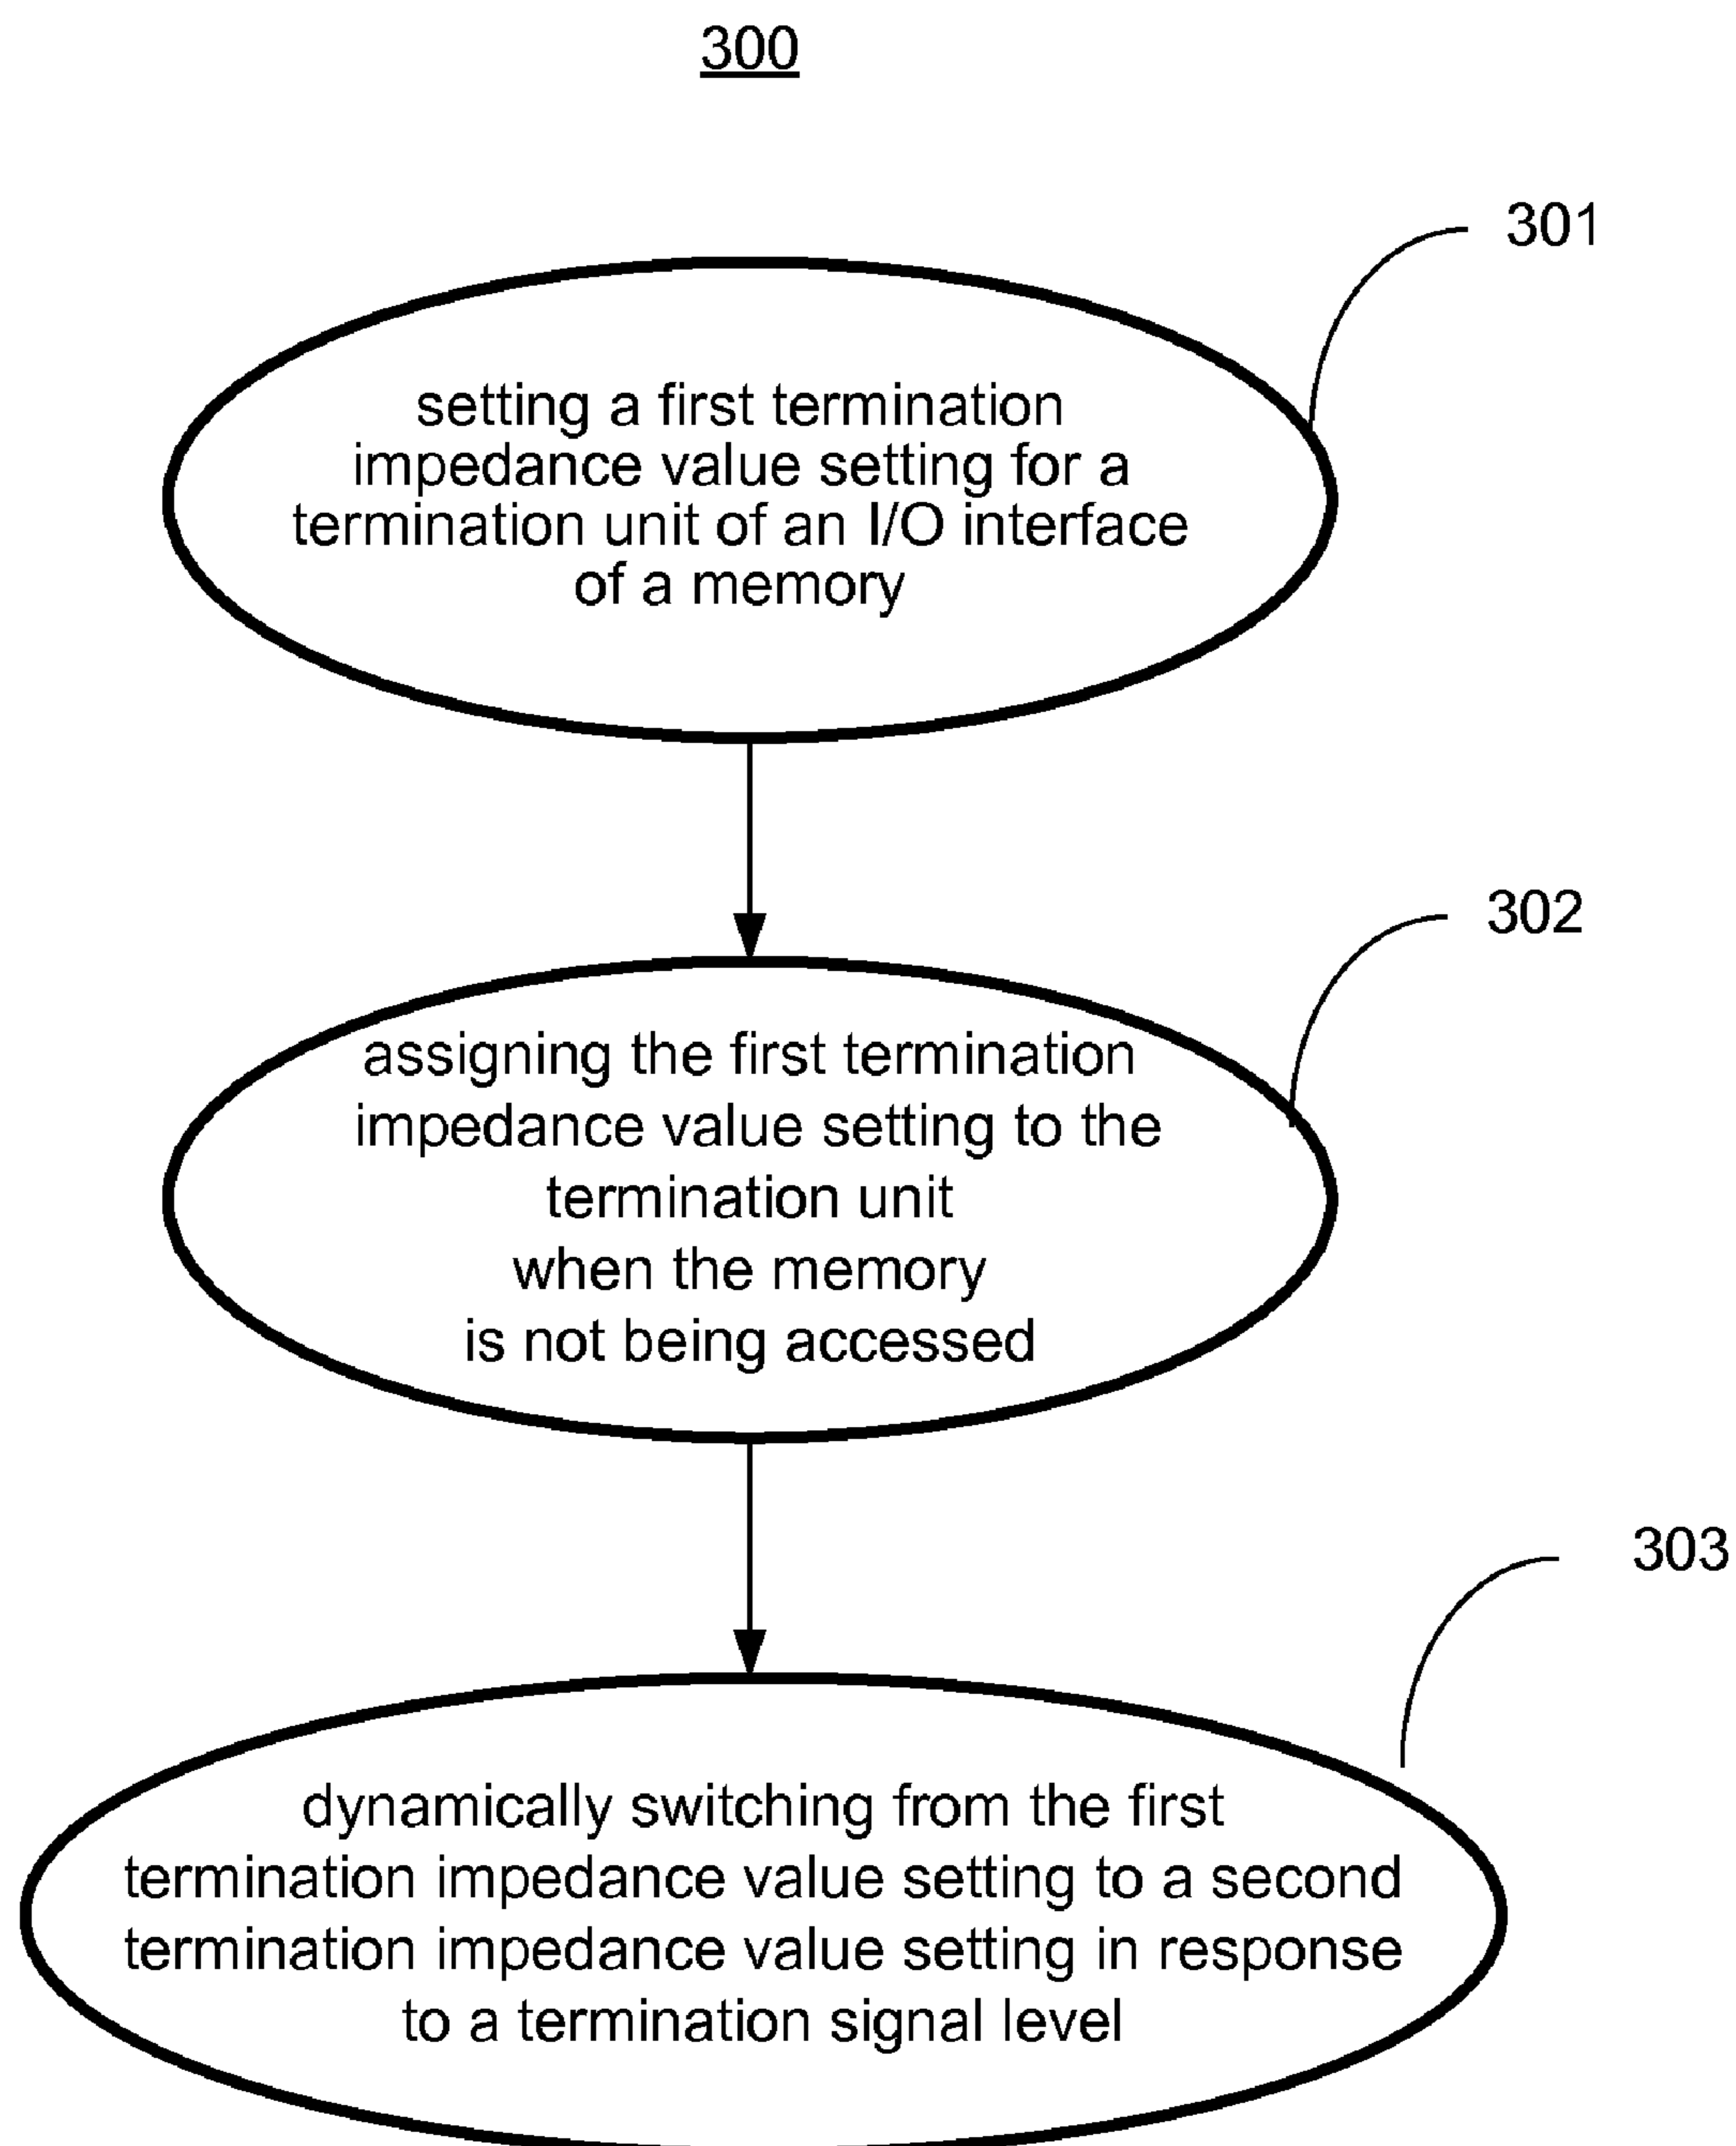 300
301
setting a first termination
impedance value setting for a
termination unit of an I/O interface
of a memory
302
assigning the first termination
impedance value setting to the
termination unit
when the memory
is not being accessed
303
dynamically switching from the first
termination impedance value setting to a second
termination impedance value setting in response
to a termination signal level